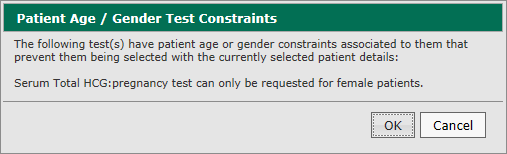 Patient Age / Gender Test Constraints
The following test(s) have patient age or gender constraints associated to them that
prevent them being selected with the currently selected patient details:
Serum Total HCG:pregnancy test can only be requested for female patients.
OK Cancel